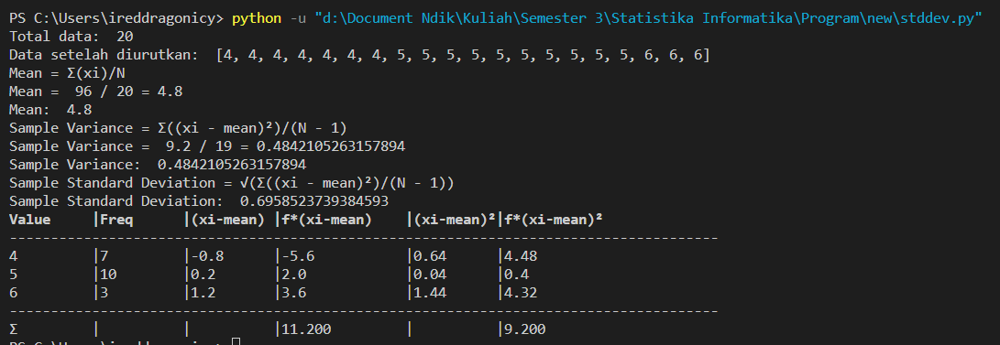 PS C:\Users\ireddragonicy> python -u "d:\Document Ndik\Kuliah\Semester 3\Statistika Informatika\Program\new\stddev.py"
Total data:  20
Data setelah diurutkan:  [4, 4, 4, 4, 4, 4, 4, 5, 5, 5, 5, 5, 5, 5, 5, 5, 5, 6, 6, 6]
Mean = Σ(xi)/N
Mean =  96 / 20 = 4.8
Mean:  4.8
Sample Variance = Σ((xi - mean)²)/(N - 1)
Sample Variance =  9.2 / 19 = 0.4842105263157894
Sample Variance:  0.4842105263157894
Sample Standard Deviation = √(Σ((xi - mean)²)/(N - 1))
Sample Standard Deviation:  0.6958523739384593
Value     |Freq      |(xi-mean) |f*(xi-mean)    |(xi-mean)²|f*(xi-mean)²
------------------------------------------------------------------------------
4         |7         |-0.8      |-5.6           |0.64      |4.48
5         |10        |0.2       |2.0            |0.04      |0.4
6         |3         |1.2       |3.6            |1.44      |4.32
------------------------------------------------------------------------------
Σ         |          |          |11.200         |          |9.200
PS C:\Users\ireddragonicy>